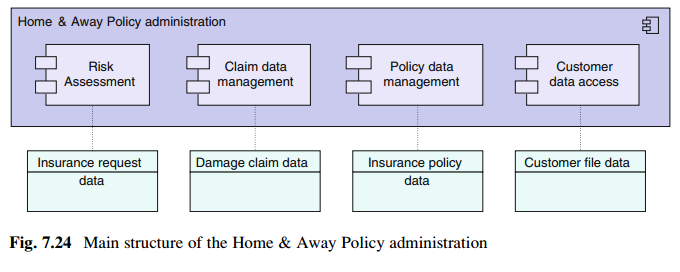 Home & Away Policy administration
Risk
Assessment
Claim data
management
Policy data
management
Customer
data access
Insurance request
data
Damage claim data
Insurance policy
data
Customer file data
Fig. 7.24 Main structure of the Home & Away Policy administration